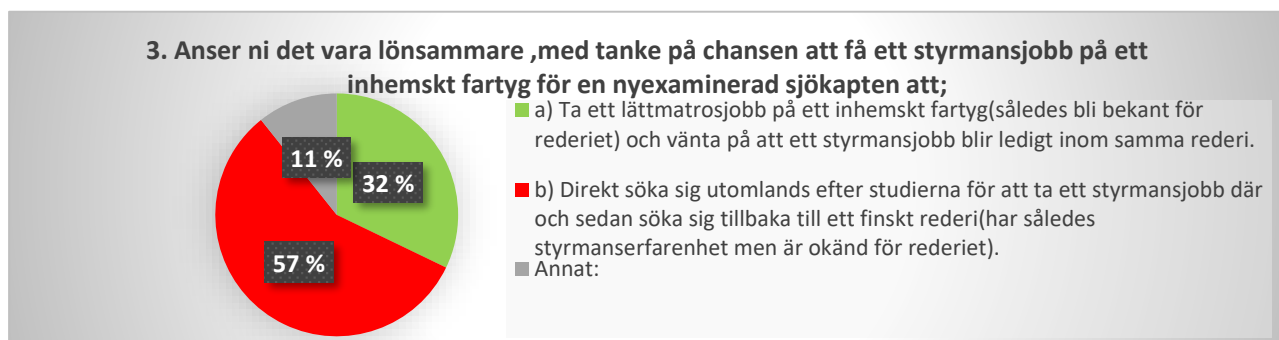 3. Anser ni det vara lönsammare ,med tanke på chansen att få ett styrmansjobb på ett
inhemskt fartyg för en nyexaminerad sjökapten att;
a) Ta ett lättmatrosjobb på ett inhemskt fartyg(således bli bekant för
rederiet) och vänta på att ett styrmansjobb blir ledigt inom samma rederi.
b) Direkt söka sig utomlands efter studierna för att ta ett styrmansjobb där
och sedan söka sig tillbaka till ett finskt rederi(har således
styrmanserfarenhet men är okänd för rederiet).
Annat:
11 %
32 %
57 %